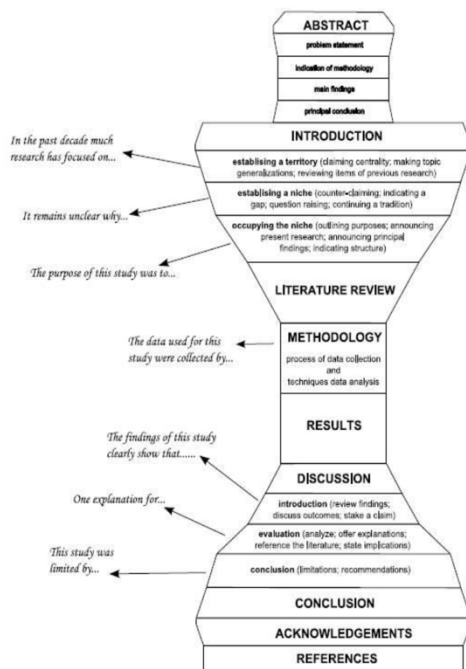 ABSTRACT
problem statement
indication of methodology
main findings
principal conclusion
INTRODUCTION
In the past decade much
research has focused on...
establising a territory (claiming centrality; making topic
generalizations; reviewing items of previous research)
establising a niche (counter-claiming; indicating a
gap; question raising; continuing a tradition)
It remains unclear why...
occupying the niche (outlining purposes; announcing
present research; announcing principal
findings; indicating structure)
The purpose of this study was to...
LITERATURE REVIEW
METHODOLOGY
The data used for this
study were collected by...
process of data collection
and
techniques data analysis
RESULTS
The findings of this study
clearly show that......
DISCUSSION
introduction (review findings;
discuss outcomes; stake a claim)
One explanation for...
evaluation (analyze; offer explanations;
reference the literature; state implications)
This study was
limited by...
conclusion (limitations; recommendations)
CONCLUSION
ACKNOWLEDGEMENTS
REFERENCES